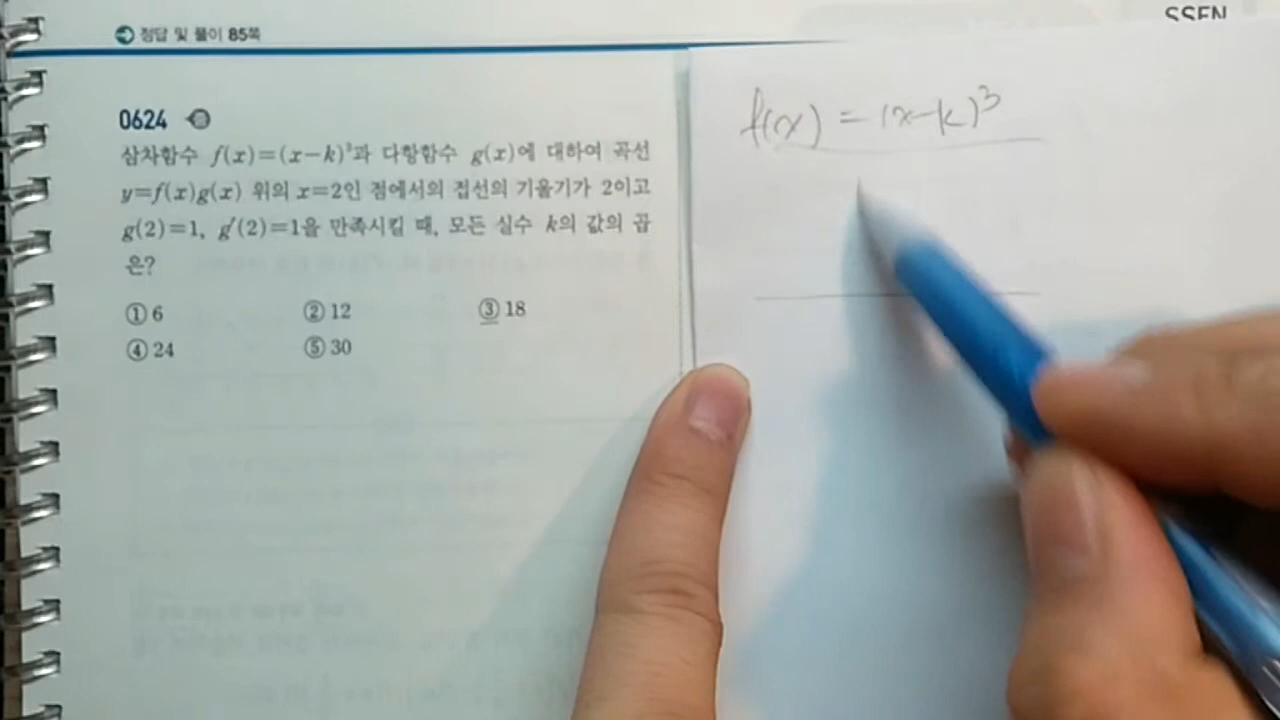 정답 및 풀이 85쪽
SSEN
0624 중
삼차함수 f(x)=(x-k)³과 다항함수 g(x)에 대하여 곡선
y=f(x)g(x) 위의 x=2인 점에서의 접선의 기울기가 2이고
g(2)=1, g′(2)=1을 만족시킬 때, 모든 실수 k의 값의 곱
은?
① 6 ② 12 ③ 18
④ 24 ⑤ 30
f(x) = (x-k)³